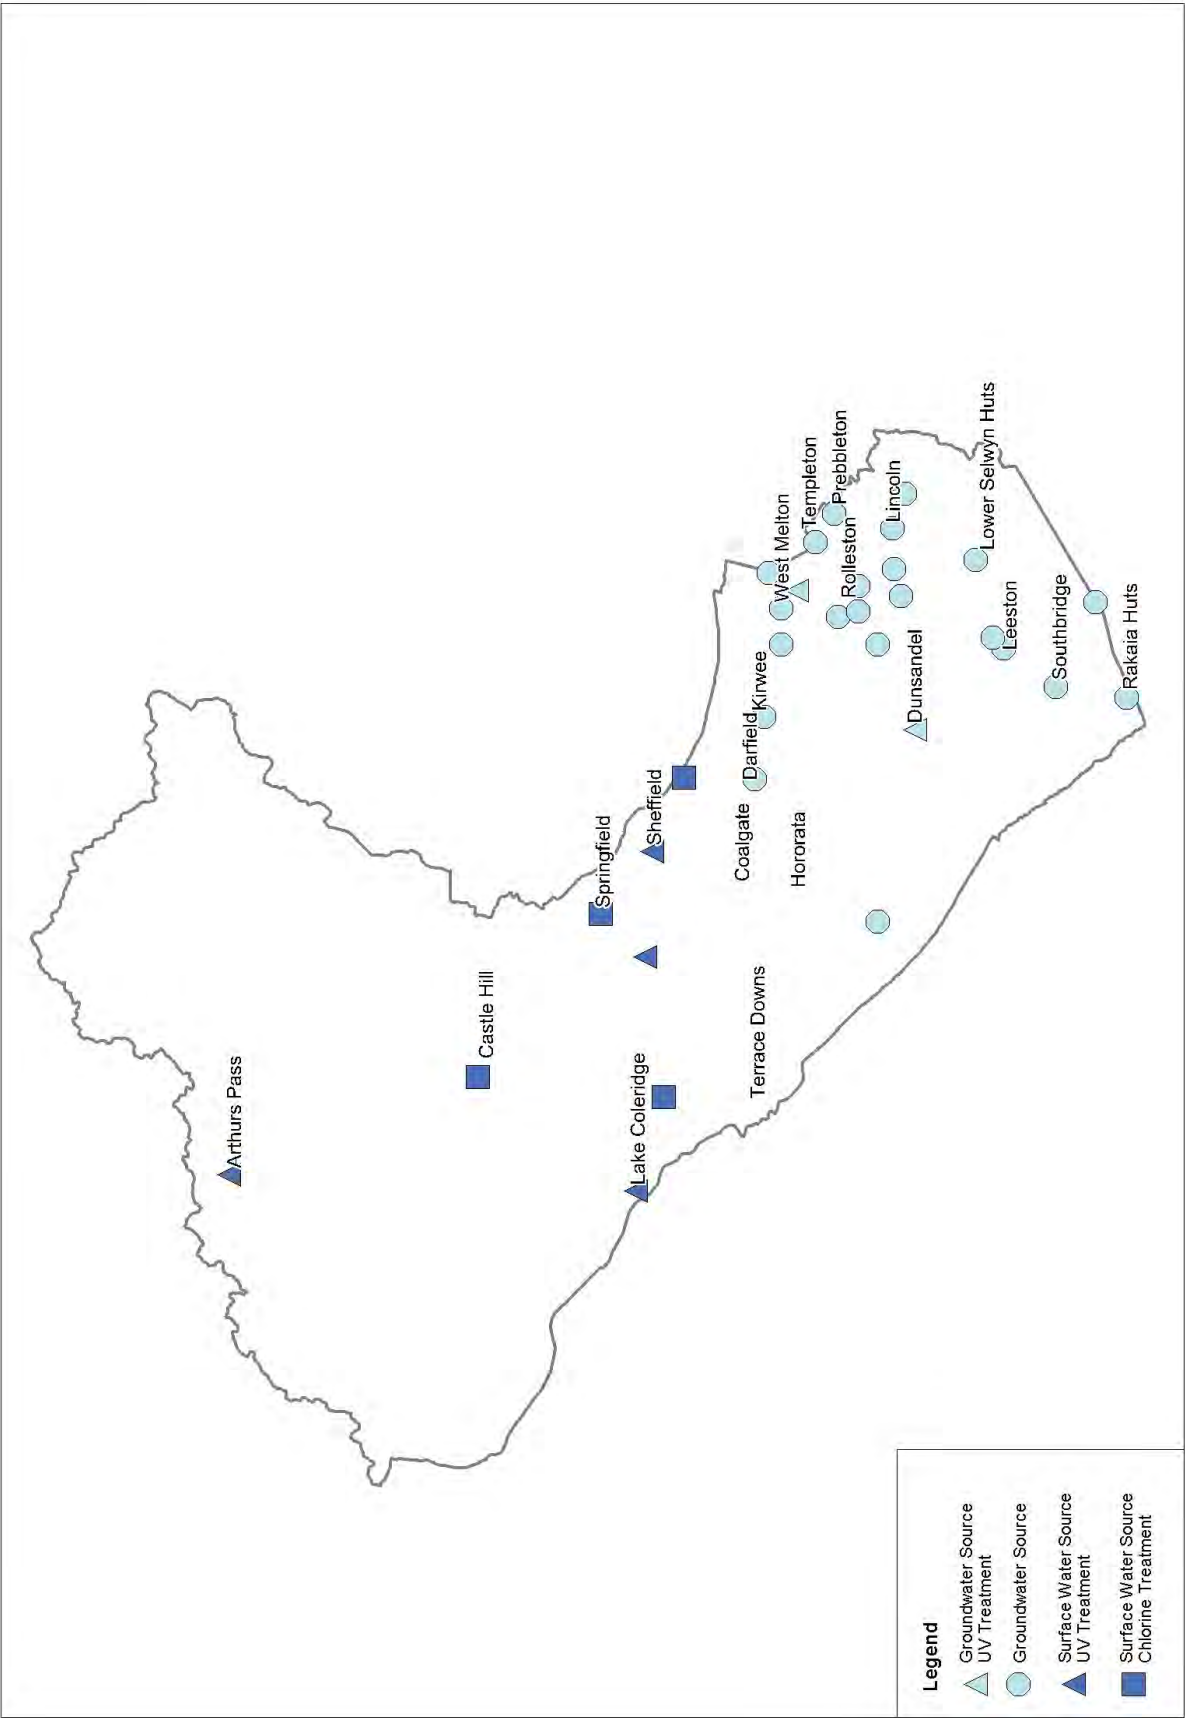 Arthurs Pass
Castle Hill
Lake Coleridge
Springfield
Sheffield
Terrace Downs
Coalgate
Hororata
Darfield
Kirwee
West Melton
Templeton
Prebbleton
Rolleston
Lincoln
Dunsandel
Lower Selwyn Huts
Leeston
Southbridge
Rakaia Huts
Legend
Groundwater Source
UV Treatment
Groundwater Source
Surface Water Source
UV Treatment
Surface Water Source
Chlorine Treatment